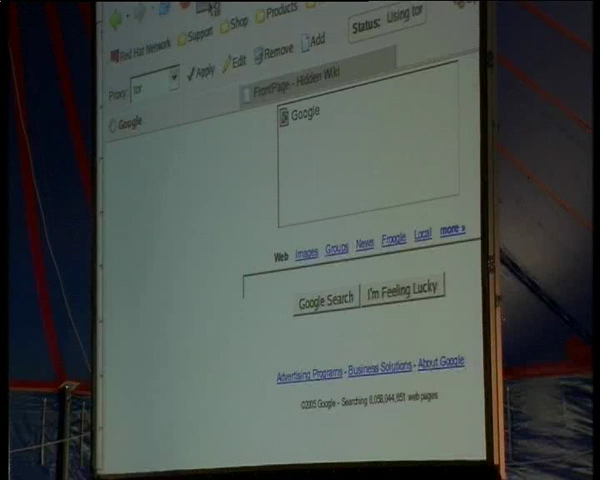 Support Shop Products
Red Hat Network
Proxy: tor Apply Edit Remove Add Status: Using tor
Google FrontPage - Hidden Wiki
Google
Web Images Groups News Froogle Local more »
Google Search I'm Feeling Lucky
Advertising Programs - Business Solutions - About Google
©2005 Google - Searching 8,058,044,651 web pages